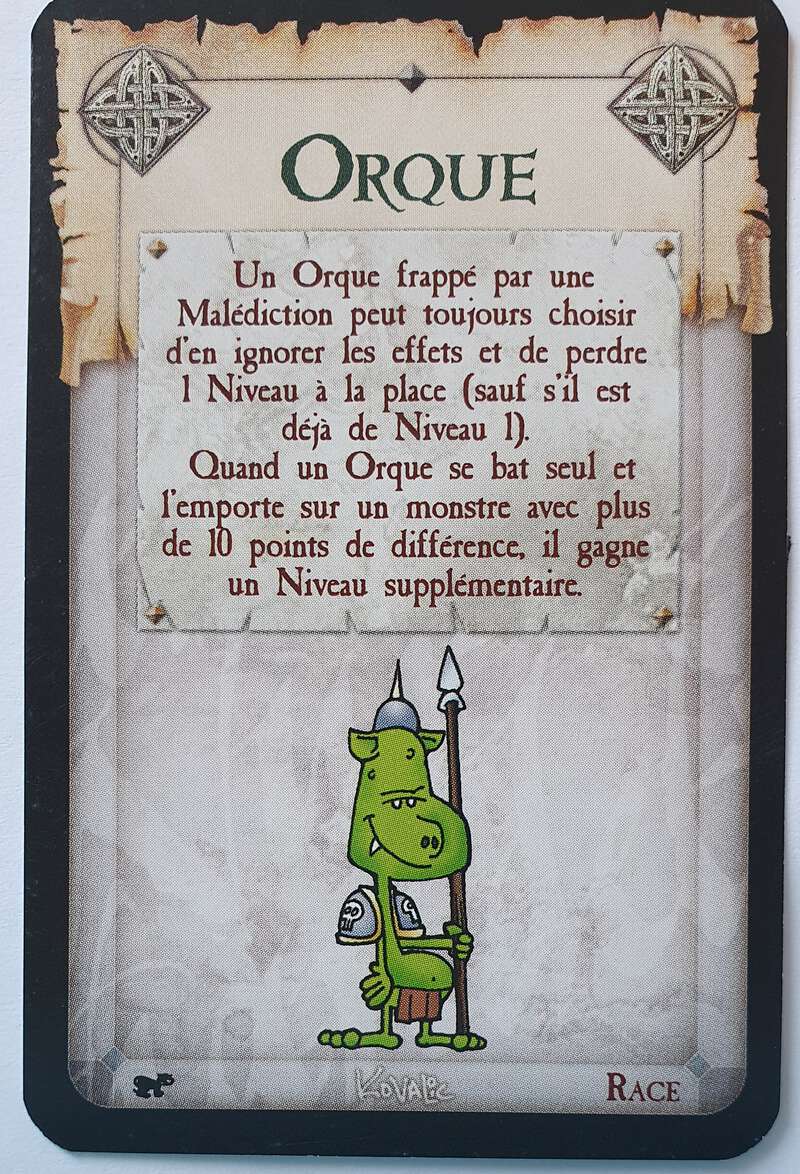 ORQUE
Un Orque frappé par une
Malédiction peut toujours choisir
d'en ignorer les effets et de perdre
1 Niveau à la place (sauf s'il est
déjà de Niveau 1).
Quand un Orque se bat seul et
l'emporte sur un monstre avec plus
de 10 points de différence, il gagne
un Niveau supplémentaire.
KOVALIC
RACE